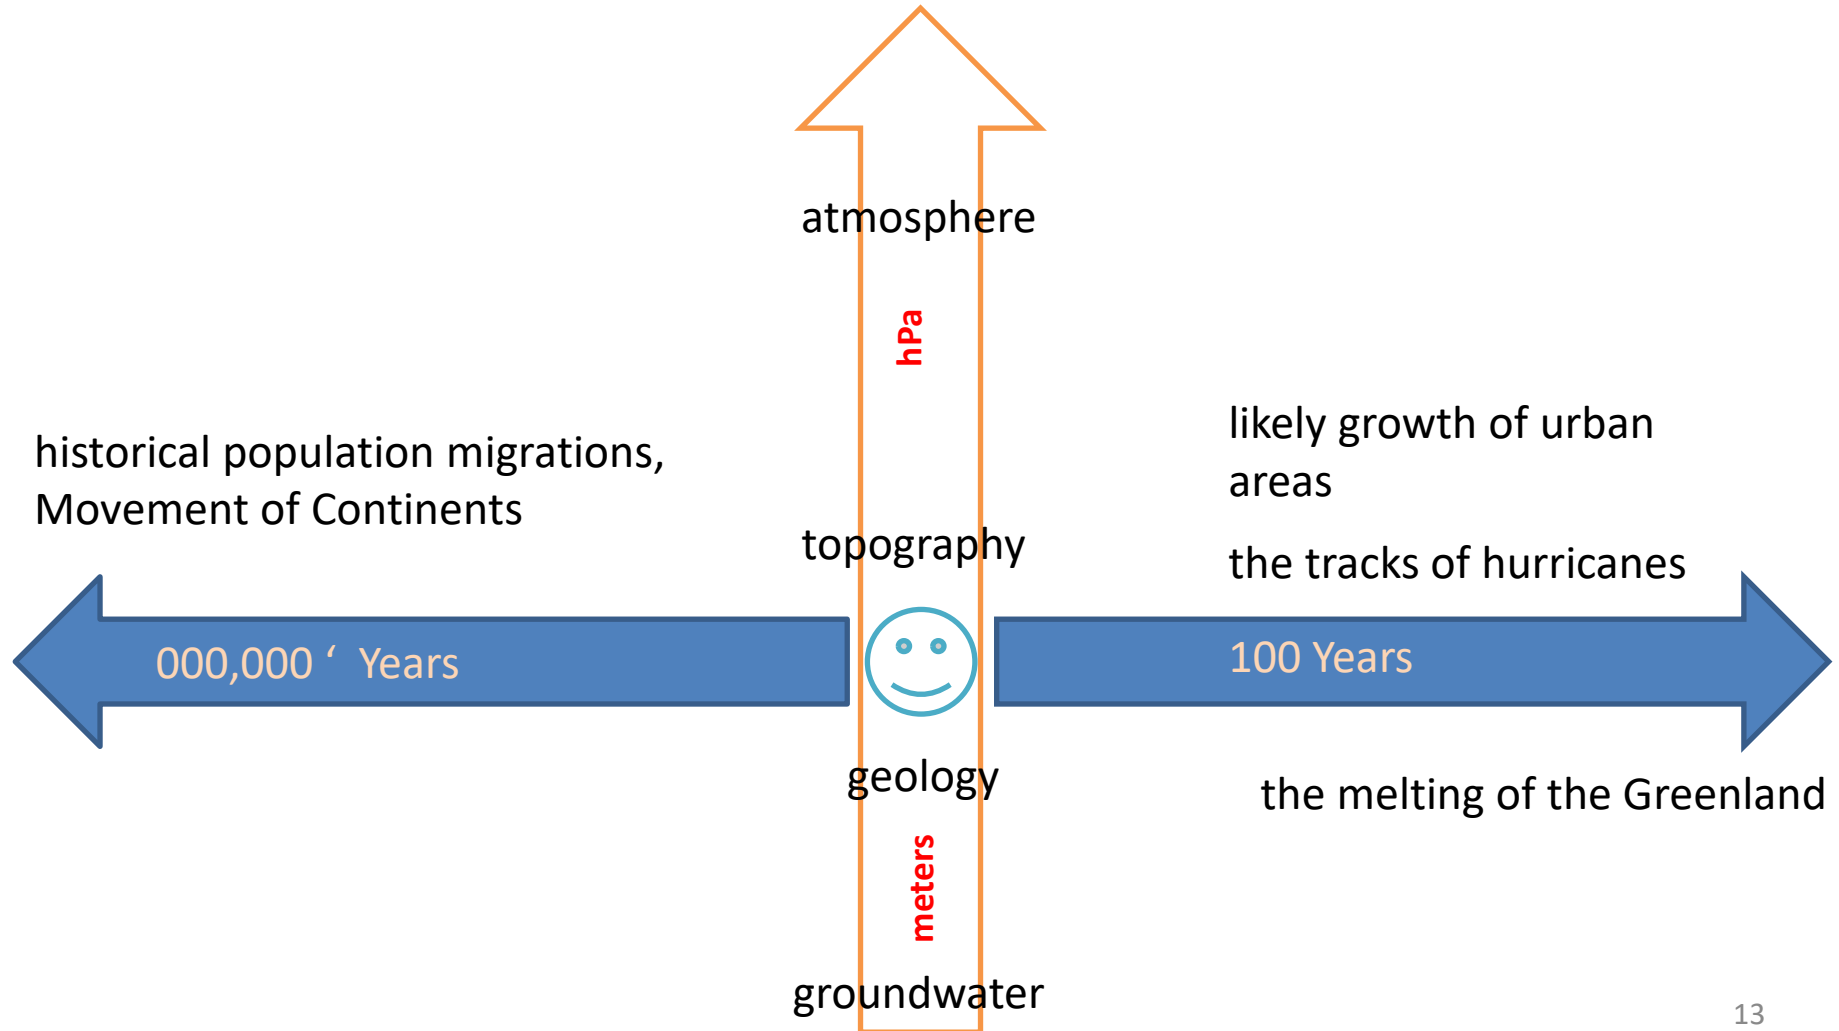 atmosphere
hPa
historical population migrations,
Movement of Continents
likely growth of urban
areas
topography
the tracks of hurricanes
000,000 ‘ Years
100 Years
geology
the melting of the Greenland
meters
groundwater
13